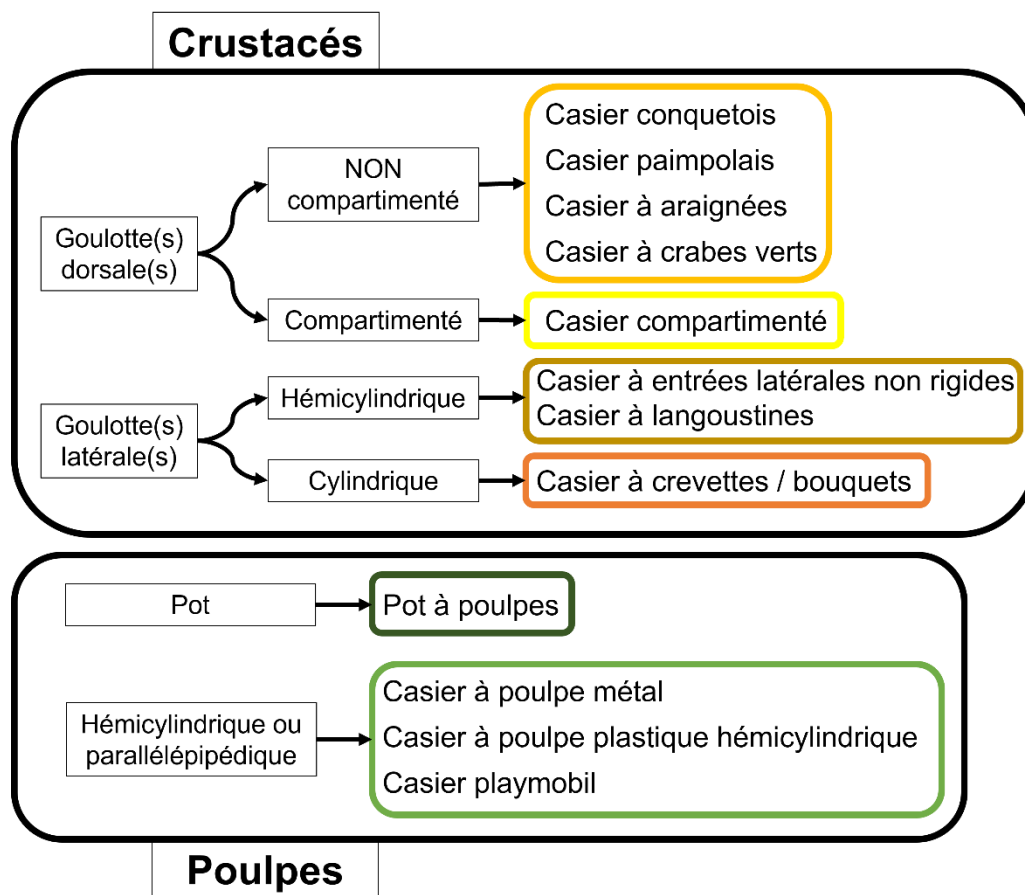 Crustacés
Goulotte(s)
dorsale(s)
NON
compartimenté
Casier conquetois
Casier paimpolais
Casier à araignées
Casier à crabes verts
Compartimenté
Casier compartimenté
Goulotte(s)
latérale(s)
Hémicylindrique
Casier à entrées latérales non rigides
Casier à langoustines
Cylindrique
Casier à crevettes / bouquets
Pot
Pot à poulpes
Hémicylindrique ou
parallélépipédique
Casier à poulpe métal
Casier à poulpe plastique hémicylindrique
Casier playmobil
Poulpes